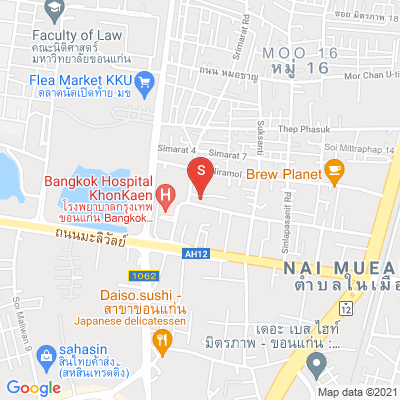 Faculty of Law
คณะนิติศาสตร์
มหาวิทยาลัยขอนแก่น
Flea Market KKU
ตลาดนัดเปิดท้าย มข
ซอย มิตรภาพ 18
Srimarat Rd
MOO 16
หมู่ 16
ถนน หมอชาญ
Mor Chan U-ti
Suksanti
Thep Phasuk
Soi Mittraphap 14
Simarat 4
Simarat 7
Niramol
S
Brew Planet
Bangkok Hospital
KhonKaen
โรงพยาบาลกรุงเทพ
ขอนแก่น Bangkok...
H
Sinlapasanit Rd
ถนนมะลิวัลย์
AH12
NAI MUEA
ตำบลในเมือ
1062
12
Daiso.sushi -
สาขาขอนแก่น
Japanese delicatessen
Soi Maliwan 9
sahasin
สินไทยค้าส่ง
(สหสินเทรดดิ้ง)
เดอะ เบส ไฮท์
มิตรภาพ - ขอนแก่น :...
Google
Map data ©2021